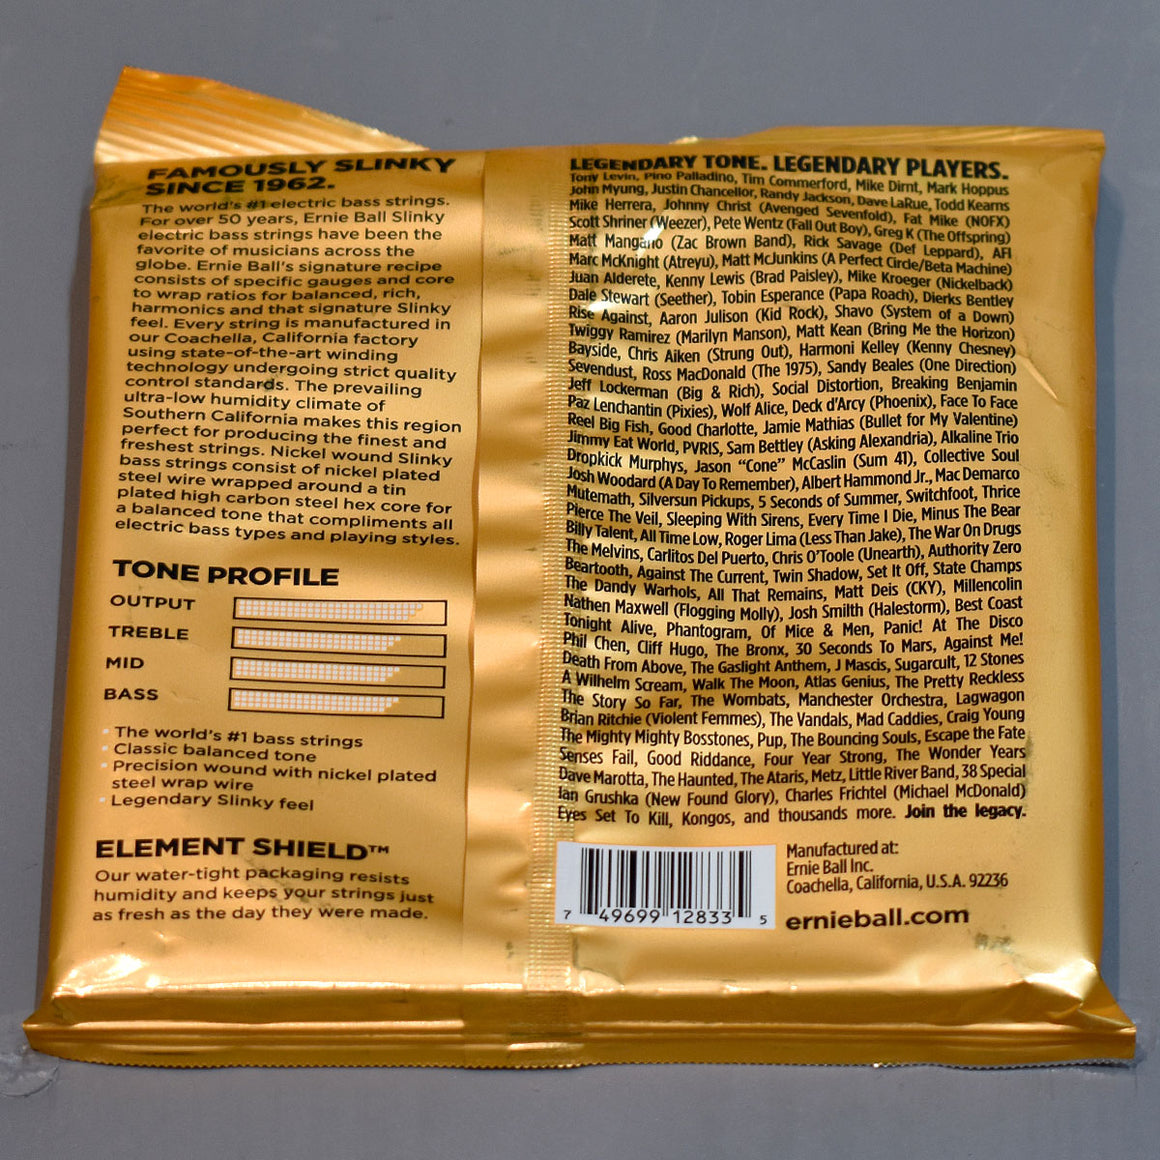 FAMOUSLY SLINKY
SINCE 1962.
The world's #1 electric bass strings.
For over 50 years, Ernie Ball Slinky
electric bass strings have been the
favorite of musicians across the
globe. Ernie Ball's signature recipe
consists of specific gauges and core
to wrap ratios for balanced, rich,
harmonics and that signature Slinky
feel. Every string is manufactured in
our Coachella, California factory
using state-of-the-art winding
technology undergoing strict quality
control standards. The prevailing
ultra-low humidity climate of
Southern California makes this region
perfect for producing the finest and
freshest strings. Nickel wound Slinky
bass strings consist of nickel plated
steel wire wrapped around a tin
plated high carbon steel hex core for
a balanced tone that compliments all
electric bass types and playing styles.
TONE PROFILE
OUTPUT
TREBLE
MID
BASS
The world's #1 bass strings
Classic balanced tone
Precision wound with nickel plated
steel wrap wire
Legendary Slinky feel
ELEMENT SHIELD™
Our water-tight packaging resists
humidity and keeps your strings just
as fresh as the day they were made.
LEGENDARY TONE. LEGENDARY PLAYERS.
Tony Levin, Pino Palladino, Tim Commerford, Mike Dirnt, Mark Hoppus
John Myung, Justin Chancellor, Randy Jackson, Dave LaRue, Todd Kearns
Mike Herrera, Johnny Christ (Avenged Sevenfold), Fat Mike (NOFX)
Scott Shriner (Weezer), Pete Wentz (Fall Out Boy), Greg K (The Offspring)
Matt Mangano (Zac Brown Band), Rick Savage (Def Leppard), AFI
Marc McKnight (Atreyu), Matt McJunkins (A Perfect Circle/Beta Machine)
Juan Alderete, Kenny Lewis (Brad Paisley), Mike Kroeger (Nickelback)
Dale Stewart (Seether), Tobin Esperance (Papa Roach), Dierks Bentley
Rise Against, Aaron Julison (Kid Rock), Shavo (System of a Down)
Twiggy Ramirez (Marilyn Manson), Matt Kean (Bring Me the Horizon)
Bayside, Chris Aiken (Strung Out), Harmoni Kelley (Kenny Chesney)
Sevendust, Ross MacDonald (The 1975), Sandy Beales (One Direction)
Jeff Lockerman (Big & Rich), Social Distortion, Breaking Benjamin
Paz Lenchantin (Pixies), Wolf Alice, Deck d'Arcy (Phoenix), Face To Face
Reel Big Fish, Good Charlotte, Jamie Mathias (Bullet for My Valentine)
Jimmy Eat World, PVRIS, Sam Bettley (Asking Alexandria), Alkaline Trio
Dropkick Murphys, Jason "Cone" McCaslin (Sum 41), Collective Soul
Josh Woodard (A Day To Remember), Albert Hammond Jr., Mac Demarco
Mutemath, Silversun Pickups, 5 Seconds of Summer, Switchfoot, Thrice
Pierce The Veil, Sleeping With Sirens, Every Time I Die, Minus The Bear
Billy Talent, All Time Low, Roger Lima (Less Than Jake), The War On Drugs
The Melvins, Carlitos Del Puerto, Chris O'Toole (Unearth), Authority Zero
Beartooth, Against The Current, Twin Shadow, Set It Off, State Champs
The Dandy Warhols, All That Remains, Matt Deis (CKY), Millencolin
Nathen Maxwell (Flogging Molly), Josh Smilth (Halestorm), Best Coast
Tonight Alive, Phantogram, Of Mice & Men, Panic! At The Disco
Phil Chen, Cliff Hugo, The Bronx, 30 Seconds To Mars, Against Me!
Death From Above, The Gaslight Anthem, J Mascis, Sugarcult, 12 Stones
A Wilhelm Scream, Walk The Moon, Atlas Genius, The Pretty Reckless
The Story So Far, The Wombats, Manchester Orchestra, Lagwagon
Brian Ritchie (Violent Femmes), The Vandals, Mad Caddies, Craig Young
The Mighty Mighty Bosstones, Pup, The Bouncing Souls, Escape the Fate
Senses Fail, Good Riddance, Four Year Strong, The Wonder Years
Dave Marotta, The Haunted, The Ataris, Metz, Little River Band, 38 Special
Ian Grushka (New Found Glory), Charles Frichtel (Michael McDonald)
Eyes Set To Kill, Kongos, and thousands more. Join the legacy.
7 49699 12833 5
Manufactured at:
Ernie Ball Inc.
Coachella, California, U.S.A. 92236
ernieball.com